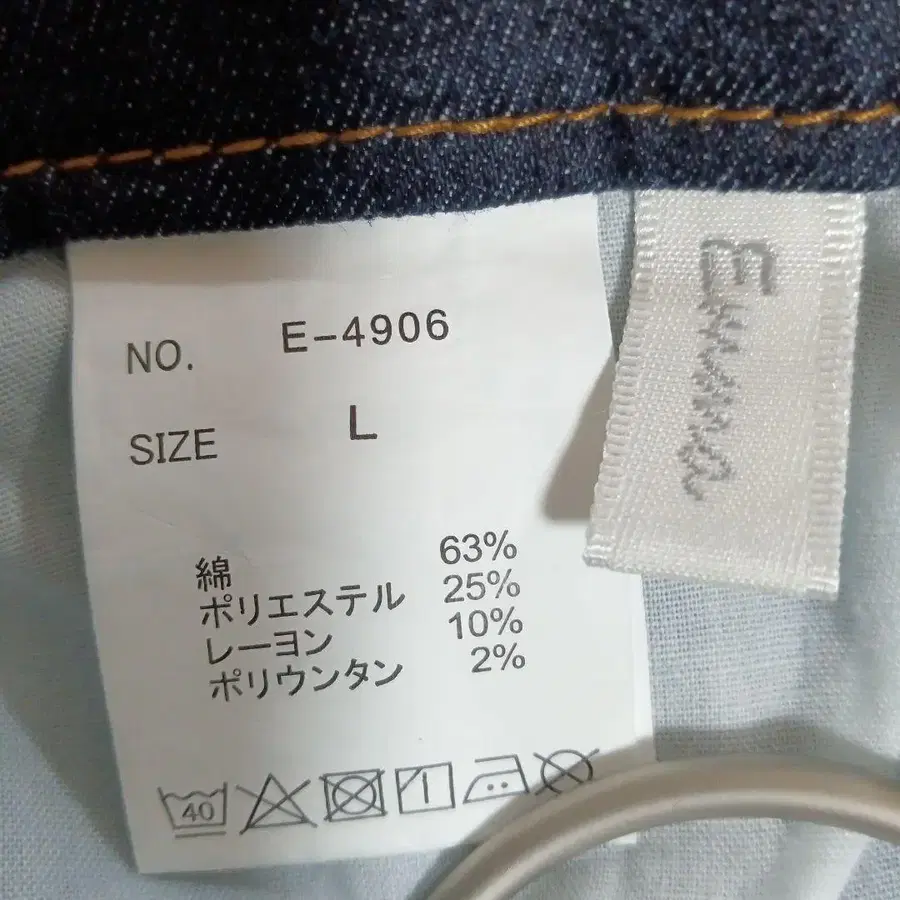 NO. E-4906
SIZE L
綿 63%
ポリエステル 25%
レーヨン 10%
ポリウンタン 2%
40
Emma